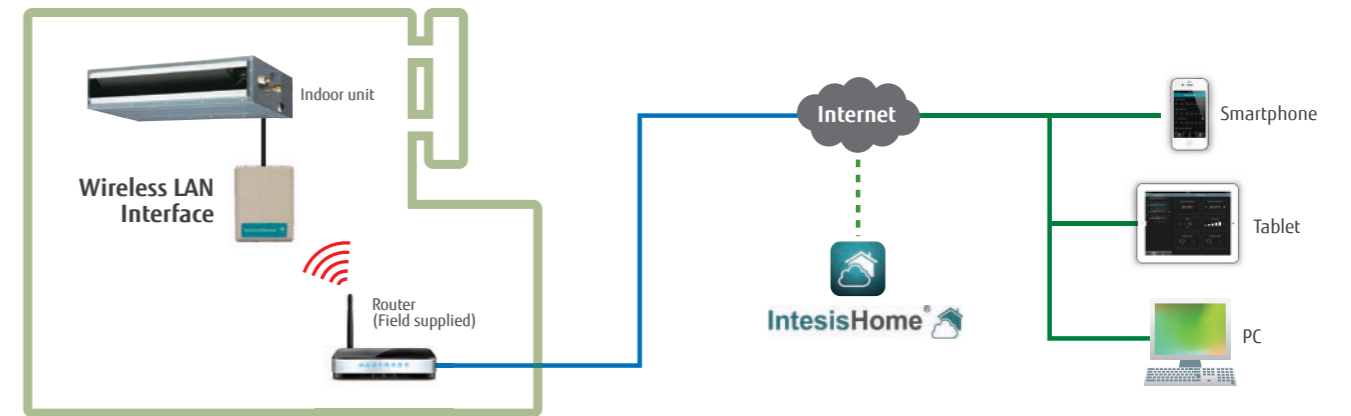 Indoor unit
Wireless LAN
Interface
Router
(Field supplied)
Internet
IntesisHome®
Smartphone
Tablet
PC